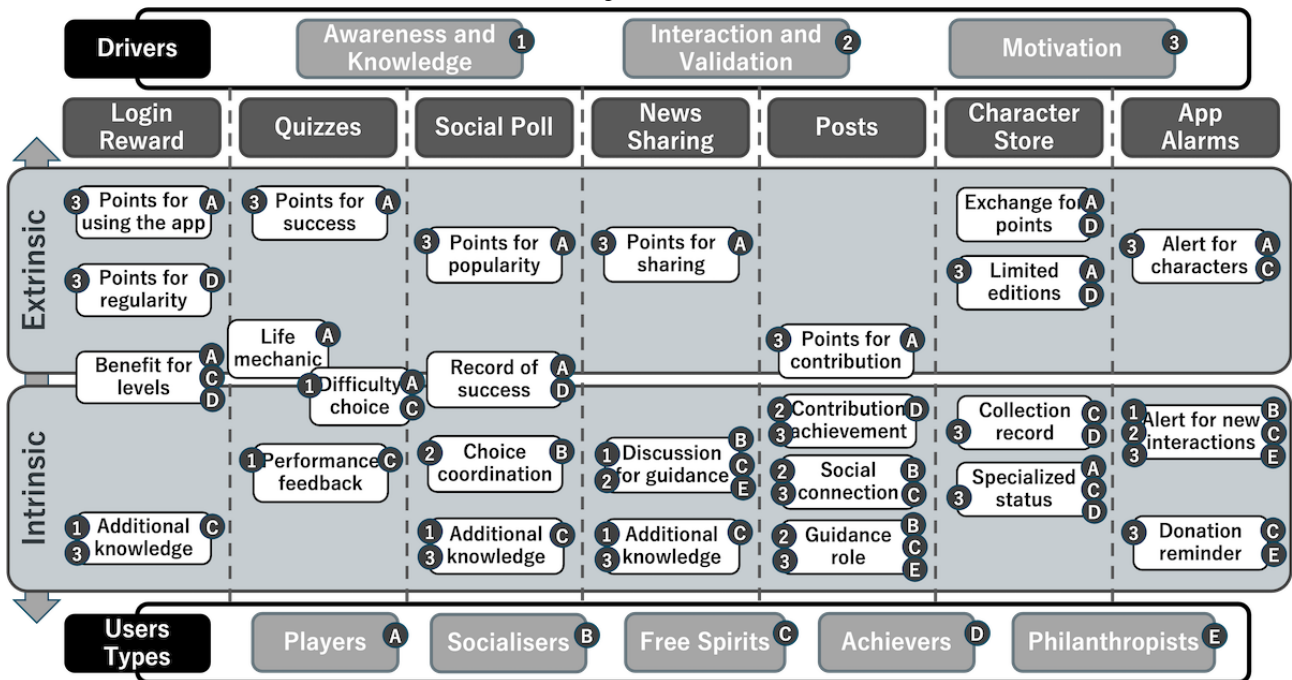 Drivers
Awareness and
Knowledge
1
Interaction and
Validation
2
Motivation
3
Login
Reward
Quizzes
Social Poll
News
Sharing
Posts
Character
Store
App
Alarms
Extrinsic
3
Points for
using the app
A
3
Points for
regularity
D
Benefit for
levels
A
C
D
3
Points for
success
A
Life
mechanic
A
1
Difficulty
choice
A
C
3
Points for
popularity
A
Record of
success
A
D
3
Points for
sharing
A
3
Points for
contribution
A
Exchange for
points
A
D
3
Limited
editions
A
D
3
Alert for
characters
A
C
Intrinsic
1
3
Additional
knowledge
C
1
Performance
feedback
C
2
Choice
coordination
B
1
3
Additional
knowledge
C
1
2
Discussion
for guidance
B
C
E
1
3
Additional
knowledge
C
2
3
Contribution
achievement
D
2
3
Social
connection
B
C
2
3
Guidance
role
B
C
E
3
Collection
record
C
D
3
Specialized
status
A
C
D
1
2
3
Alert for new
interactions
B
C
E
3
Donation
reminder
C
E
Users
Types
Players
A
Socialisers
B
Free Spirits
C
Achievers
D
Philanthropists
E